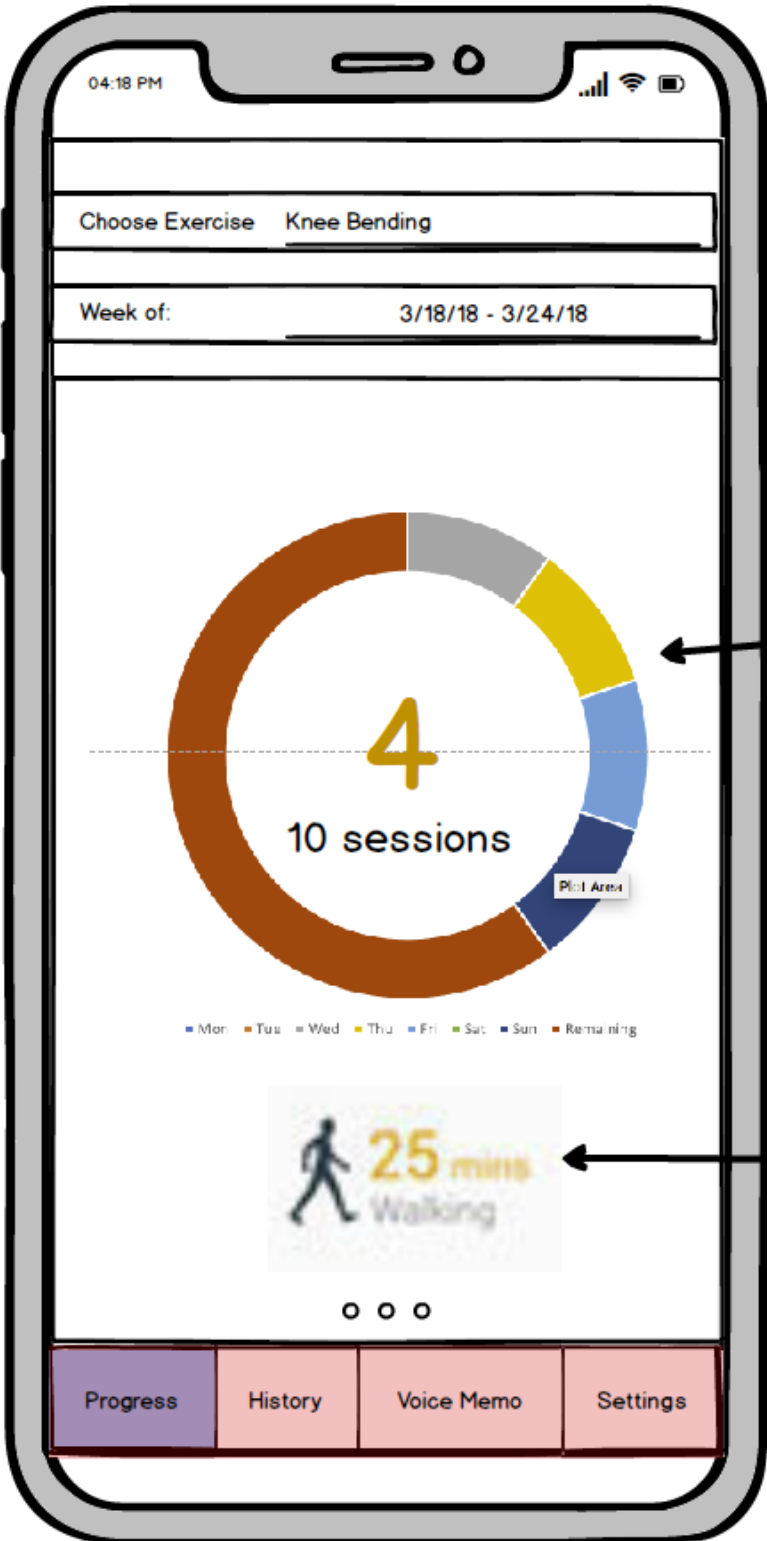 04:18 PM
Choose Exercise Knee Bending
Week of: 3/18/18 - 3/24/18
4
10 sessions
Plot Area
Mon Tue Wed Thu Fri Sat Sun Remaining
25 mins
Walking
Progress History Voice Memo Settings